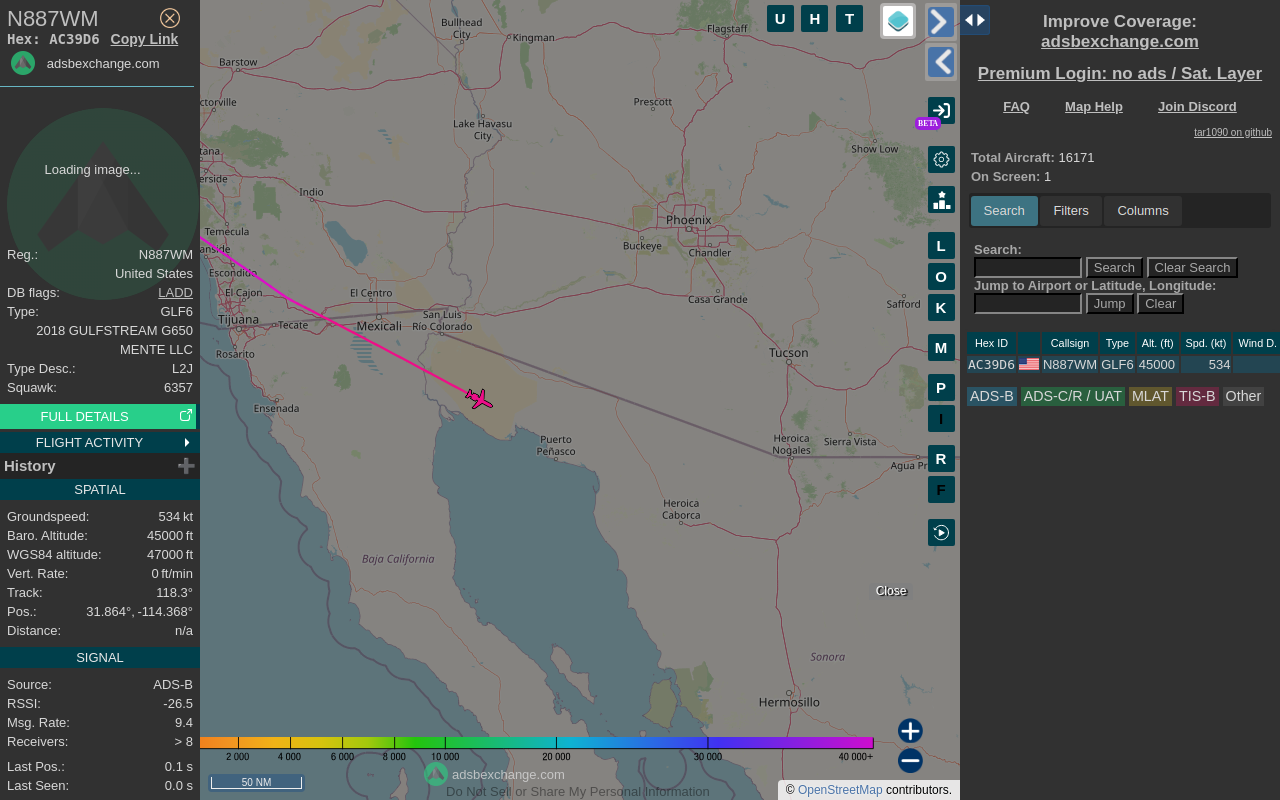 N887WM
Hex: AC39D6 Copy Link
adsbexchange.com
Loading image...
Reg.: N887WM
United States
DB flags: LADD
Type: GLF6
2018 GULFSTREAM G650
MENTE LLC
Type Desc.: L2J
Squawk: 6357
FULL DETAILS
FLIGHT ACTIVITY
History
SPATIAL
Groundspeed: 534 kt
Baro. Altitude: 45000 ft
WGS84 altitude: 47000 ft
Vert. Rate: 0 ft/min
Track: 118.3°
Pos.: 31.864°, -114.368°
Distance: n/a
SIGNAL
Source: ADS-B
RSSI: -26.5
Msg. Rate: 9.4
Receivers: > 8
Last Pos.: 0.1 s
Last Seen: 0.0 s
Bullhead
City
Kingman
Flagstaff
Barstow
ctorville
Prescott
Lake Havasu
City
Show Low
tana
erside
Indio
Phoenix
Temecula
Buckeye
Chandler
anside
Escondido
El Cajon
El Centro
Casa Grande
Safford
Tijuana
Tecate
Mexicali
San Luis
Río Colorado
Rosarito
Tucson
Ensenada
Puerto
Peñasco
Heroica
Nogales
Sierra Vista
Agua Pr
Heroica
Caborca
Baja California
Sonora
Hermosillo
U H T
BETA
L
O
K
M
P
I
R
F
Close
2 000 4 000 6 000 8 000 10 000 20 000 30 000 40 000+
50 NM
adsbexchange.com
Do Not Sell or Share My Personal Information
© OpenStreetMap contributors.
Improve Coverage:
adsbexchange.com
Premium Login: no ads / Sat. Layer
FAQ Map Help Join Discord
tar1090 on github
Total Aircraft: 16171
On Screen: 1
Search Filters Columns
Search:
Search Clear Search
Jump to Airport or Latitude, Longitude:
Jump Clear
Hex ID Callsign Type Alt. (ft) Spd. (kt) Wind D.
AC39D6 N887WM GLF6 45000 534
ADS-B ADS-C/R / UAT MLAT TIS-B Other